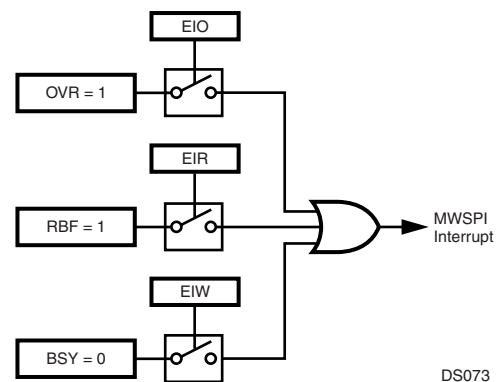 EIO
OVR = 1
EIR
RBF = 1
MWSPI
Interrupt
EIW
BSY = 0
DS073